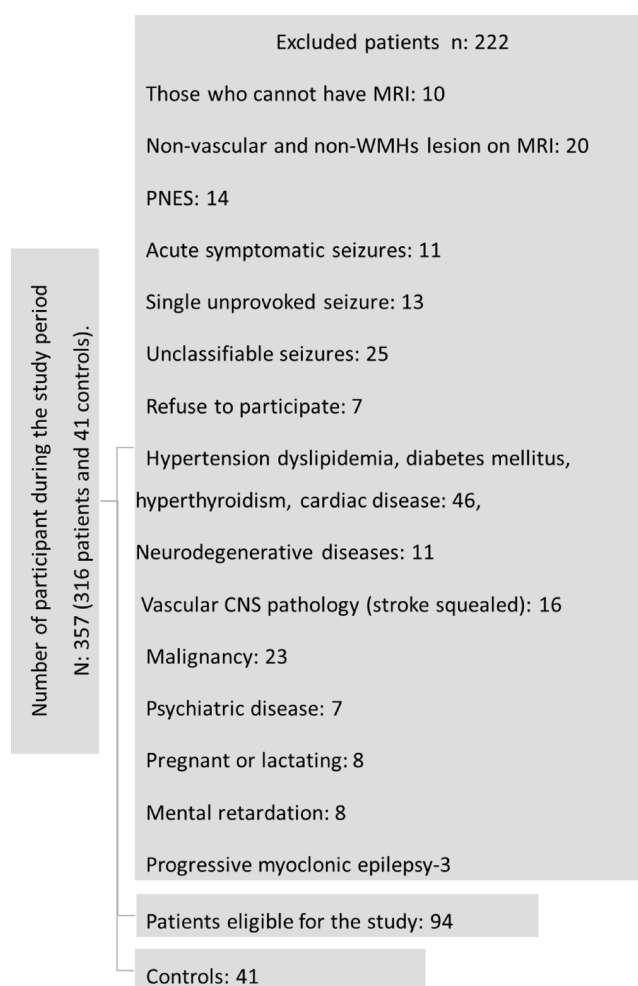 Number of participant during the study period
N: 357 (316 patients and 41 controls).
Excluded patients n: 222
Those who cannot have MRI: 10
Non-vascular and non-WMHs lesion on MRI: 20
PNES: 14
Acute symptomatic seizures: 11
Single unprovoked seizure: 13
Unclassifiable seizures: 25
Refuse to participate: 7
Hypertension dyslipidemia, diabetes mellitus,
hyperthyroidism, cardiac disease: 46,
Neurodegenerative diseases: 11
Vascular CNS pathology (stroke squealed): 16
Malignancy: 23
Psychiatric disease: 7
Pregnant or lactating: 8
Mental retardation: 8
Progressive myoclonic epilepsy-3
Patients eligible for the study: 94
Controls: 41